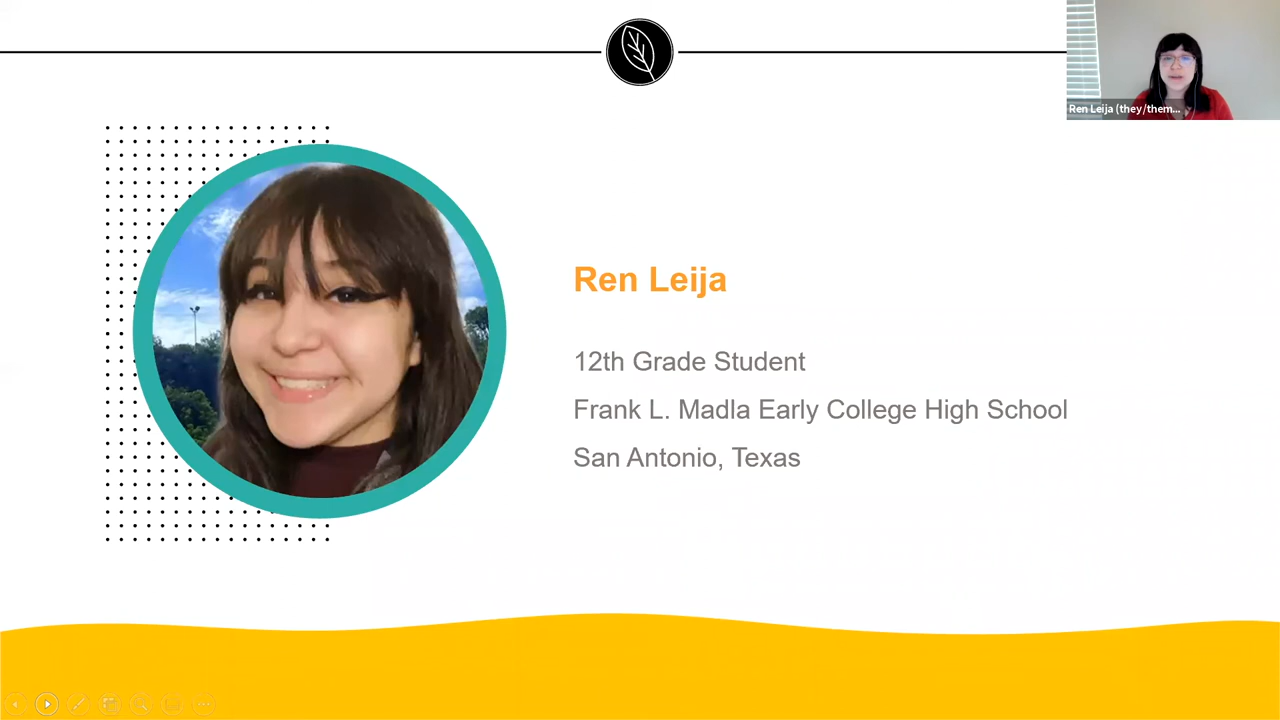 Ren Leija (they/them...
Ren Leija
12th Grade Student
Frank L. Madla Early College High School
San Antonio, Texas